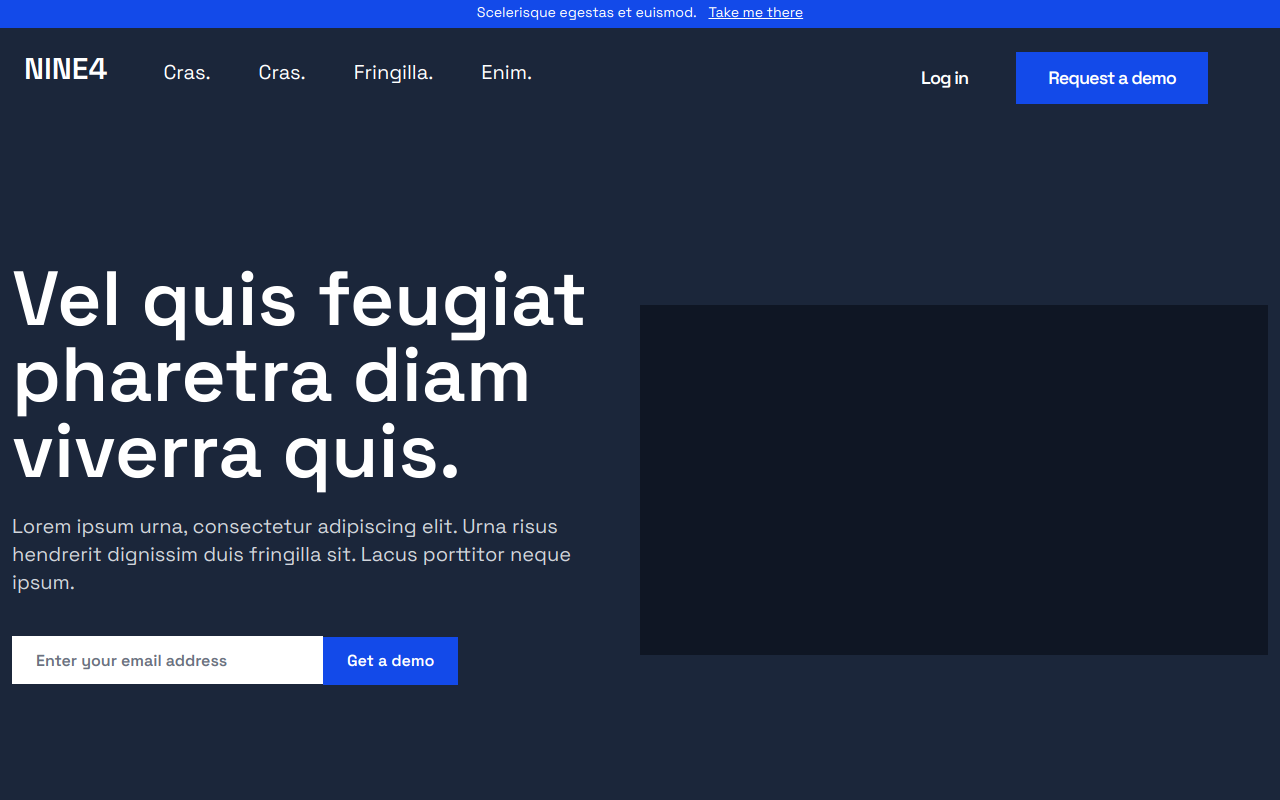 Scelerisque egestas et euismod. Take me there
NINE4 Cras. Cras. Fringilla. Enim. Log in Request a demo
Vel quis feugiat
pharetra diam
viverra quis.
Lorem ipsum urna, consectetur adipiscing elit. Urna risus
hendrerit dignissim duis fringilla sit. Lacus porttitor neque
ipsum.
Enter your email address Get a demo